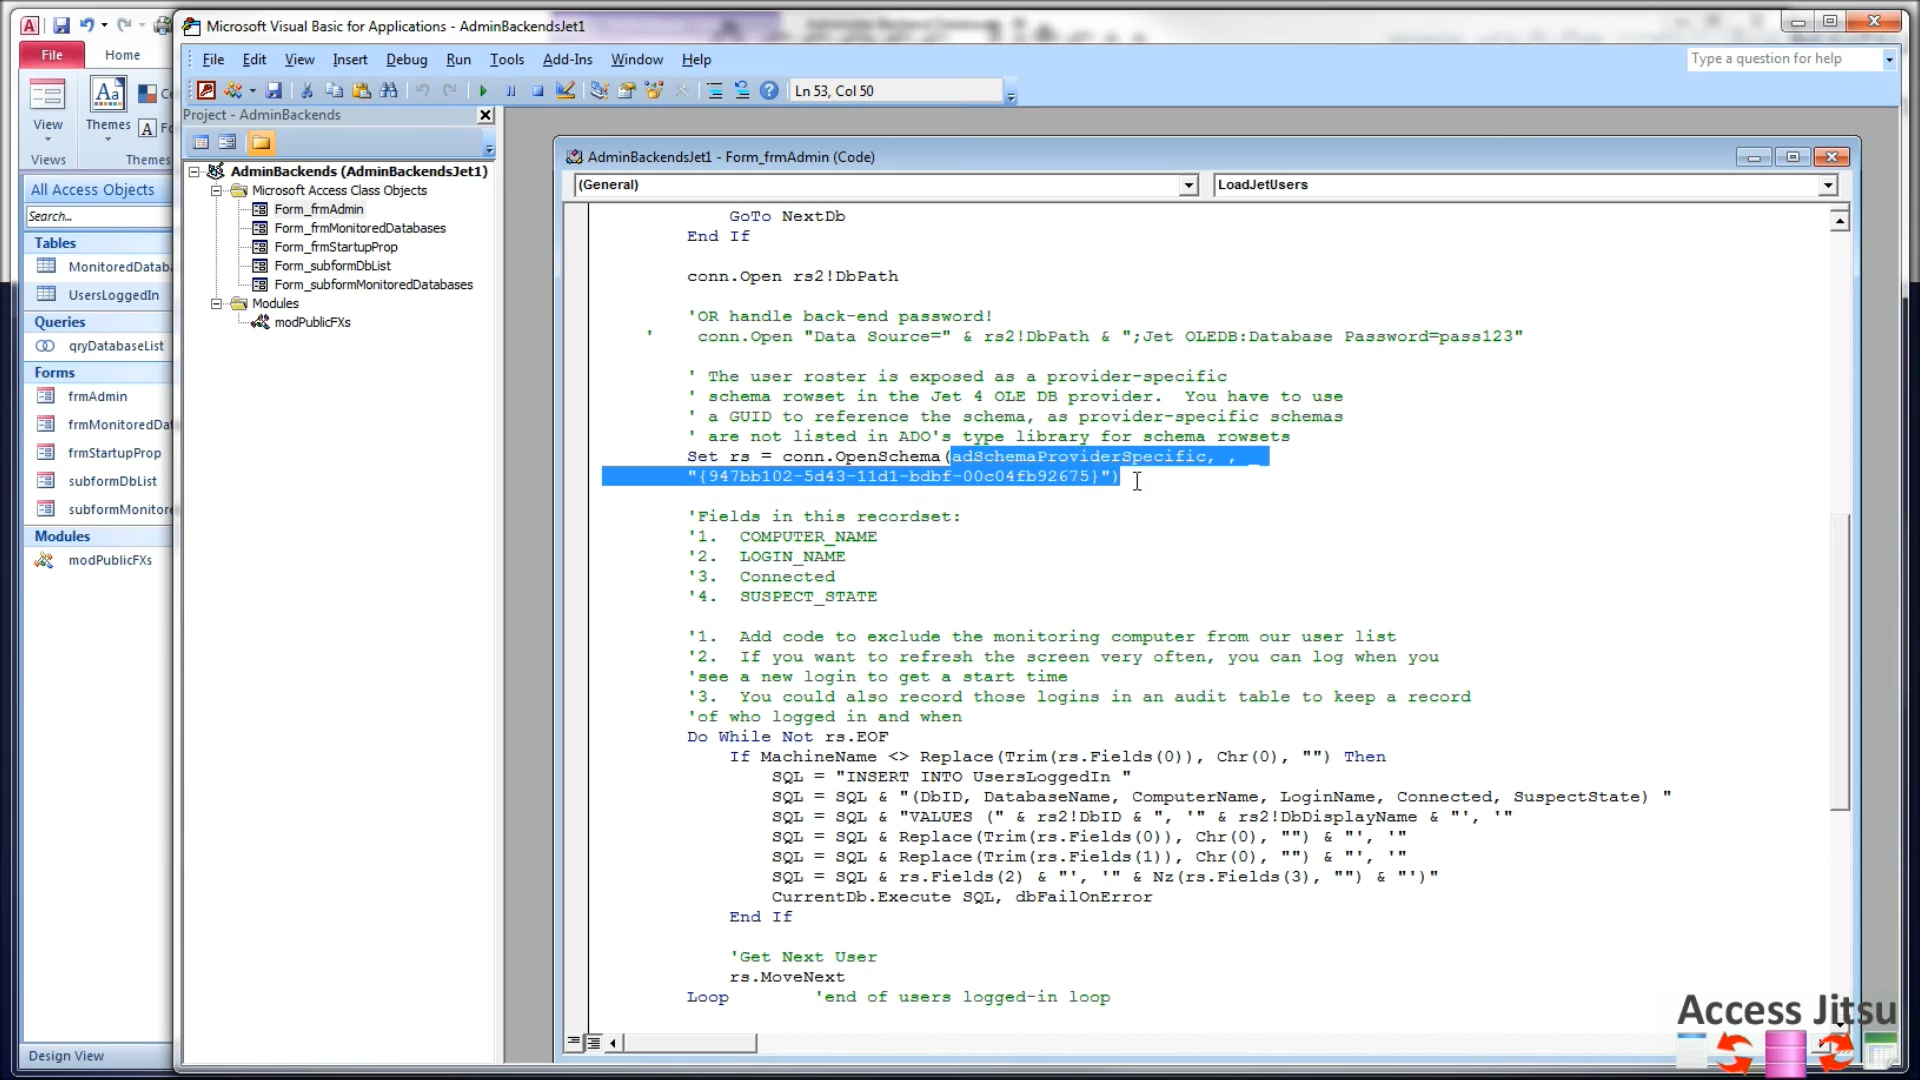 Microsoft Visual Basic for Applications - AdminBackendsJet1
File
Home
File Edit View Insert Debug Run Tools Add-Ins Window Help
Type a question for help
View
Themes
Ln 53, Col 50
Views
Themes
Project - AdminBackends
All Access Objects
Search...
Tables
MonitoredDatab
UsersLoggedIn
Queries
qryDatabaseList
Forms
frmAdmin
frmMonitoredDat
frmStartupProp
subformDbList
subformMonitore
Modules
modPublicFXs
Design View
AdminBackends (AdminBackendsJet1)
Microsoft Access Class Objects
Form_frmAdmin
Form_frmMonitoredDatabases
Form_frmStartupProp
Form_subformDbList
Form_subformMonitoredDatabases
Modules
modPublicFXs
AdminBackendsJet1 - Form_frmAdmin (Code)
(General)
LoadJetUsers
GoTo NextDb
End If
conn.Open rs2!DbPath
'OR handle back-end password!
' conn.Open "Data Source=" & rs2!DbPath & ";Jet OLEDB:Database Password=pass123"
' The user roster is exposed as a provider-specific
' schema rowset in the Jet 4 OLE DB provider. You have to use
' a GUID to reference the schema, as provider-specific schemas
' are not listed in ADO's type library for schema rowsets
Set rs = conn.OpenSchema(adSchemaProviderSpecific, , _
"{947bb102-5d43-11d1-bdbf-00c04fb92675}")
'Fields in this recordset:
'1. COMPUTER_NAME
'2. LOGIN_NAME
'3. Connected
'4. SUSPECT_STATE
'1. Add code to exclude the monitoring computer from our user list
'2. If you want to refresh the screen very often, you can log when you
'see a new login to get a start time
'3. You could also record those logins in an audit table to keep a record
'of who logged in and when
Do While Not rs.EOF
If MachineName <> Replace(Trim(rs.Fields(0)), Chr(0), "") Then
SQL = "INSERT INTO UsersLoggedIn "
SQL = SQL & "(DbID, DatabaseName, ComputerName, LoginName, Connected, SuspectState) "
SQL = SQL & "VALUES (" & rs2!DbID & ", '" & rs2!DbDisplayName & "', '"
SQL = SQL & Replace(Trim(rs.Fields(0)), Chr(0), "") & "', '"
SQL = SQL & Replace(Trim(rs.Fields(1)), Chr(0), "") & "', '"
SQL = SQL & rs.Fields(2) & "', '" & Nz(rs.Fields(3), "") & "')"
CurrentDb.Execute SQL, dbFailOnError
End If
'Get Next User
rs.MoveNext
Loop 'end of users logged-in loop
Access Jitsu